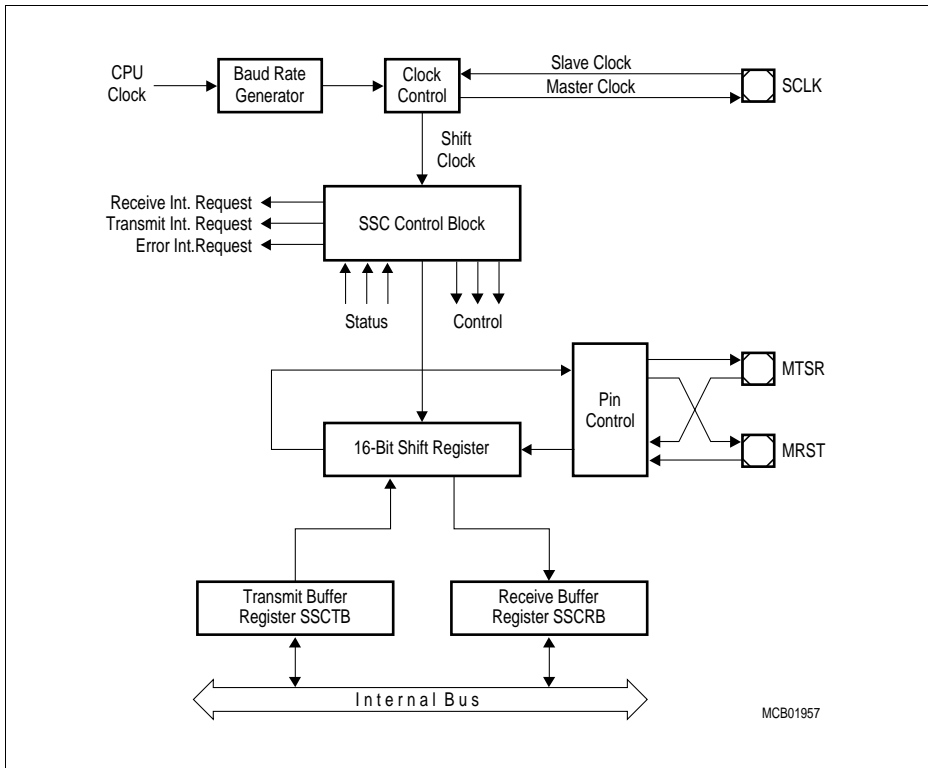 CPU
Clock
Baud Rate
Generator
Clock
Control
Slave Clock
Master Clock
SCLK
Shift
Clock
Receive Int. Request
Transmit Int. Request
Error Int.Request
SSC Control Block
Status
Control
Pin
Control
MTSR
MRST
16-Bit Shift Register
Transmit Buffer
Register SSCTB
Receive Buffer
Register SSCRB
Internal Bus
MCB01957